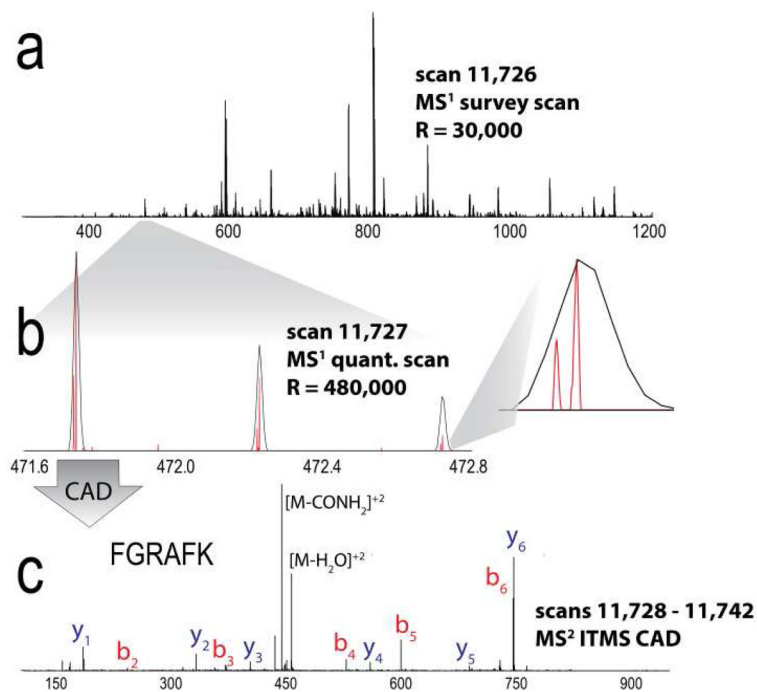 a
scan 11,726
MS¹ survey scan
R = 30,000
400 600 800 1000 1200
b
scan 11,727
MS¹ quant. scan
R = 480,000
471.6 472.0 472.4 472.8
CAD
c
FGRAFK
[M-CONH₂]⁺²
[M-H₂O]⁺²
y₁ b₂ y₂ b₃ y₃ b₄ y₄ b₅ y₅ b₆ y₆
scans 11,728 - 11,742
MS² ITMS CAD
150 300 450 600 750 900